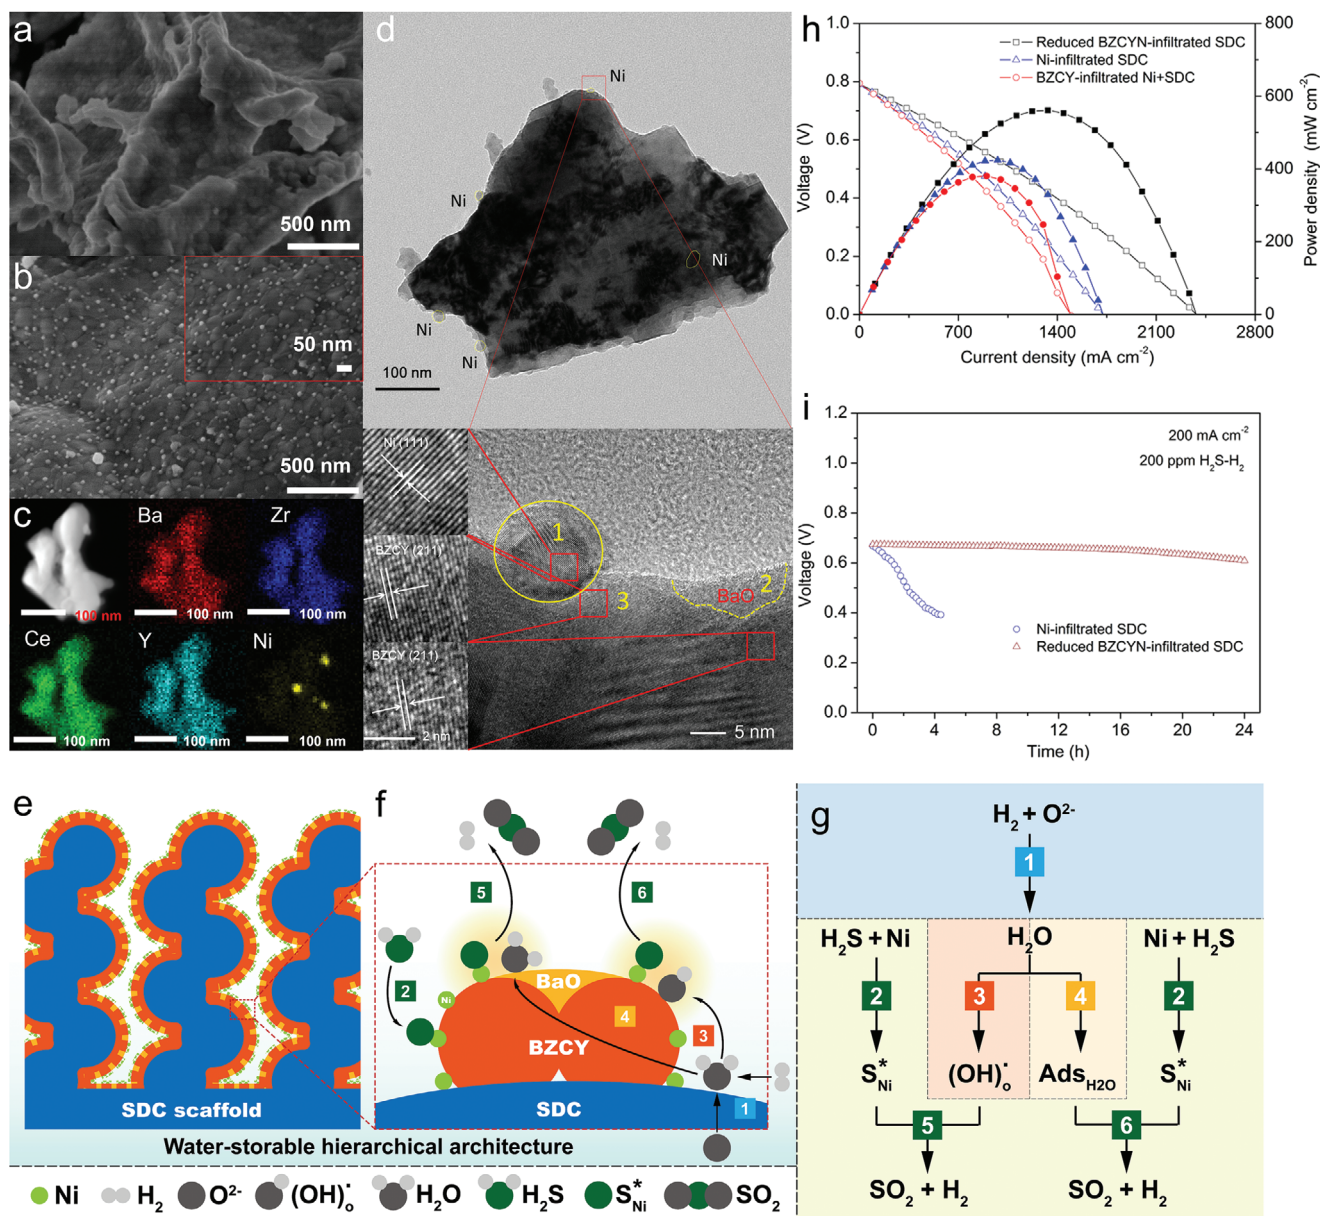 a
500 nm
b
50 nm
500 nm
c
Ba
Zr
100 nm
100 nm
100 nm
Ce
Y
Ni
100 nm
100 nm
100 nm
d
Ni
Ni
Ni
Ni
Ni
100 nm
Ni (111)
BZCY (211)
BZCY (211)
2 nm
1
2
3
BaO
5 nm
h
Reduced BZCYN-infiltrated SDC
Ni-infiltrated SDC
BZCY-infiltrated Ni+SDC
Voltage (V)
Power density (mW cm⁻²)
1.0
0.8
0.6
0.4
0.2
0.0
800
600
400
200
0
0
700
1400
2100
2800
Current density (mA cm⁻²)
i
200 mA cm⁻²
200 ppm H₂S-H₂
Voltage (V)
1.2
1.0
0.8
0.6
0.4
0.2
0.0
Ni-infiltrated SDC
Reduced BZCYN-infiltrated SDC
0
4
8
12
16
20
24
Time (h)
e
SDC scaffold
f
5
6
2
Ni
BaO
4
3
BZCY
SDC
1
Water-storable hierarchical architecture
Ni
H₂
O²⁻
(OH)ₒ˙
H₂O
H₂S
S*Ni
SO₂
g
H₂ + O²⁻
1
H₂S + Ni
H₂O
Ni + H₂S
2
3
4
2
S*Ni
(OH)ₒ˙
AdsH2O
S*Ni
5
6
SO₂ + H₂
SO₂ + H₂